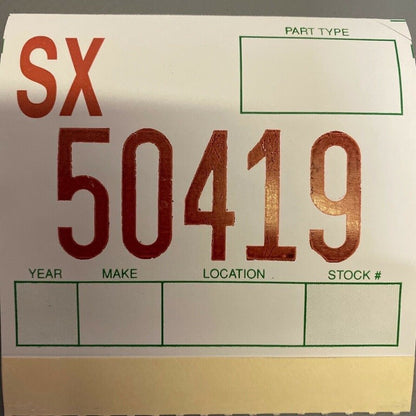 PART TYPE
SX
50419
YEAR MAKE LOCATION STOCK #